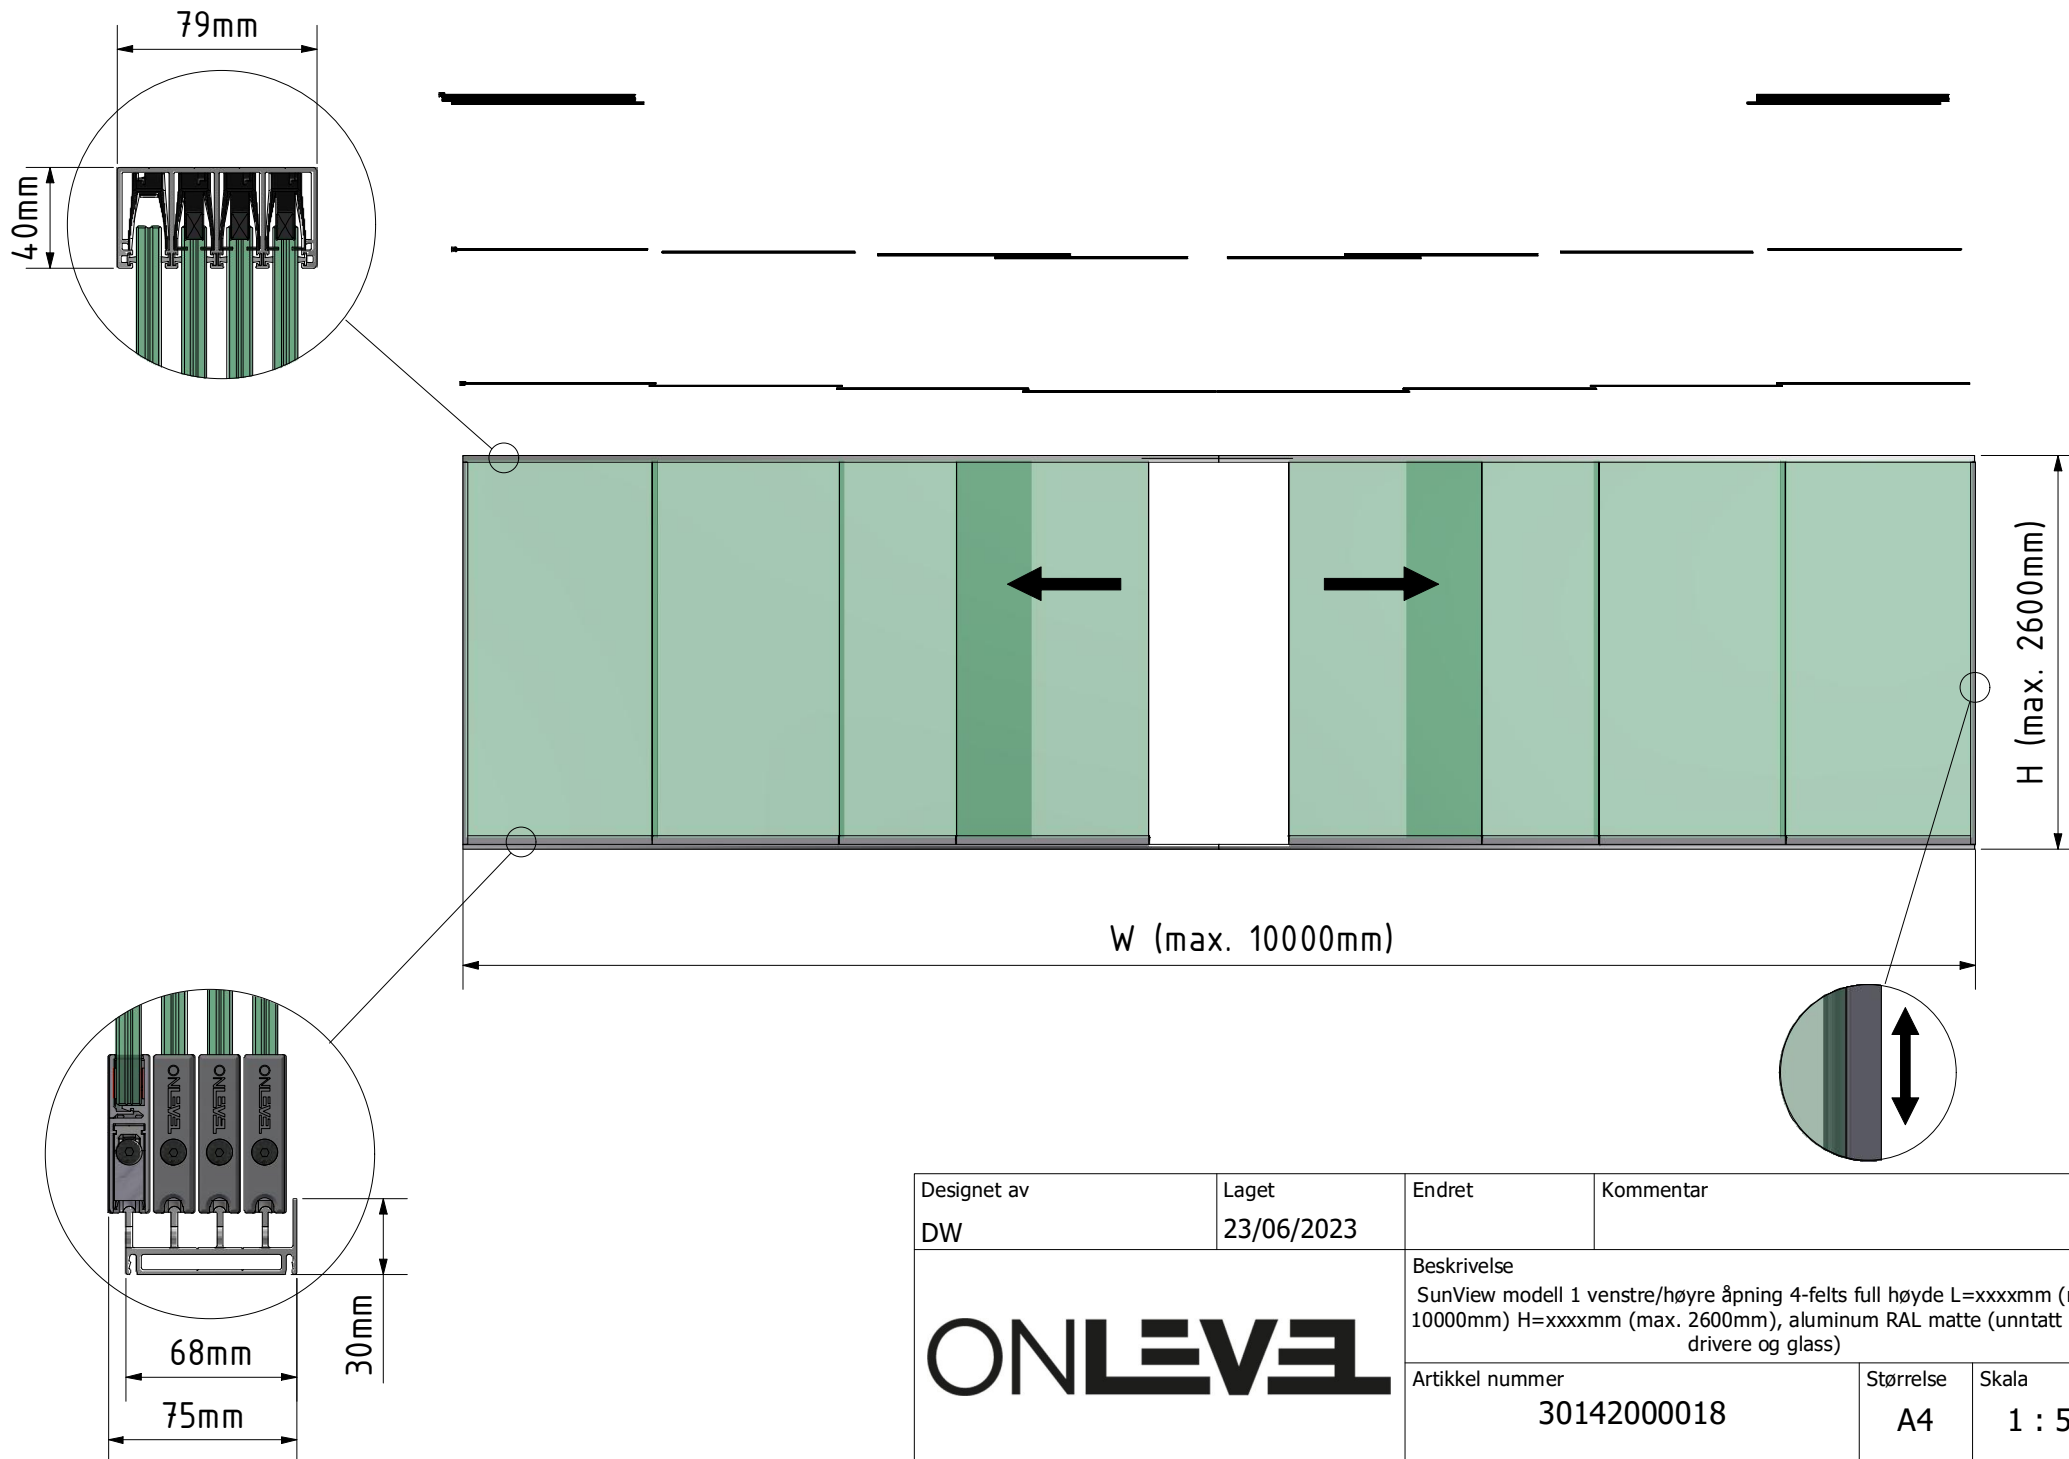 79mm
40mm
H (max. 2600mm)
W (max. 10000mm)
ONLEVEL
ONLEVEL
ONLEVEL
30mm
68mm
75mm
Designet av
DW
Laget
23/06/2023
Endret
Kommentar
ONLEVEL
Beskrivelse
SunView modell 1 venstre/høyre åpning 4-felts full høyde L=xxxxmm (
10000mm) H=xxxxmm (max. 2600mm), aluminum RAL matte (unntatt
drivere og glass)
Artikkel nummer
30142000018
Størrelse
A4
Skala
1 : 5